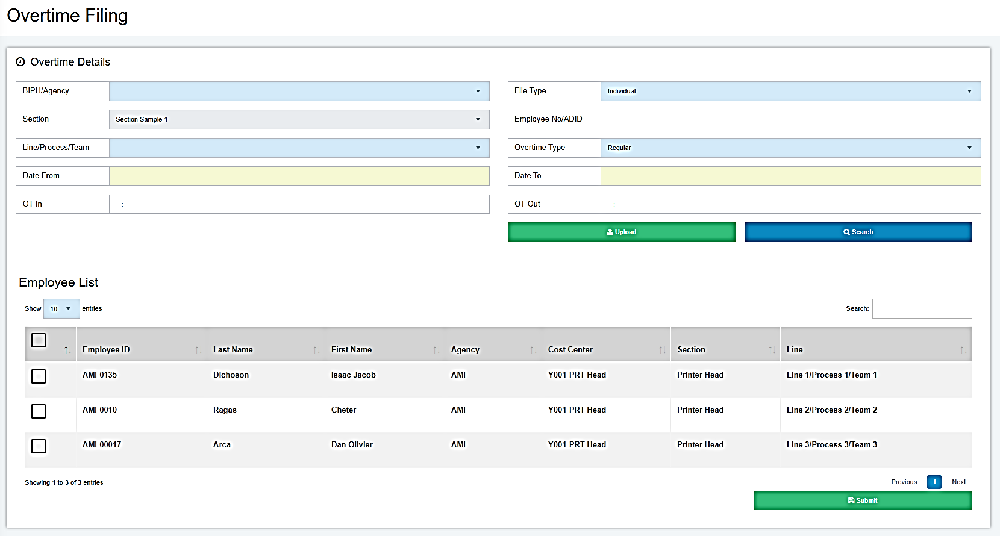 Overtime Filing
Overtime Details
BIPH/Agency
File Type Individual
Section Section Sample 1
Employee No/ADID
Line/Process/Team
Overtime Type Regular
Date From
Date To
OT In --:-- --
OT Out --:-- --
Upload Search
Employee List
Show 10 entries Search:
Employee ID Last Name First Name Agency Cost Center Section Line
AMI-0135 Dichoson Isaac Jacob AMI Y001-PRT Head Printer Head Line 1/Process 1/Team 1
AMI-0010 Ragas Cheter AMI Y001-PRT Head Printer Head Line 2/Process 2/Team 2
AMI-00017 Arca Dan Olivier AMI Y001-PRT Head Printer Head Line 3/Process 3/Team 3
Showing 1 to 3 of 3 entries Previous 1 Next
Submit